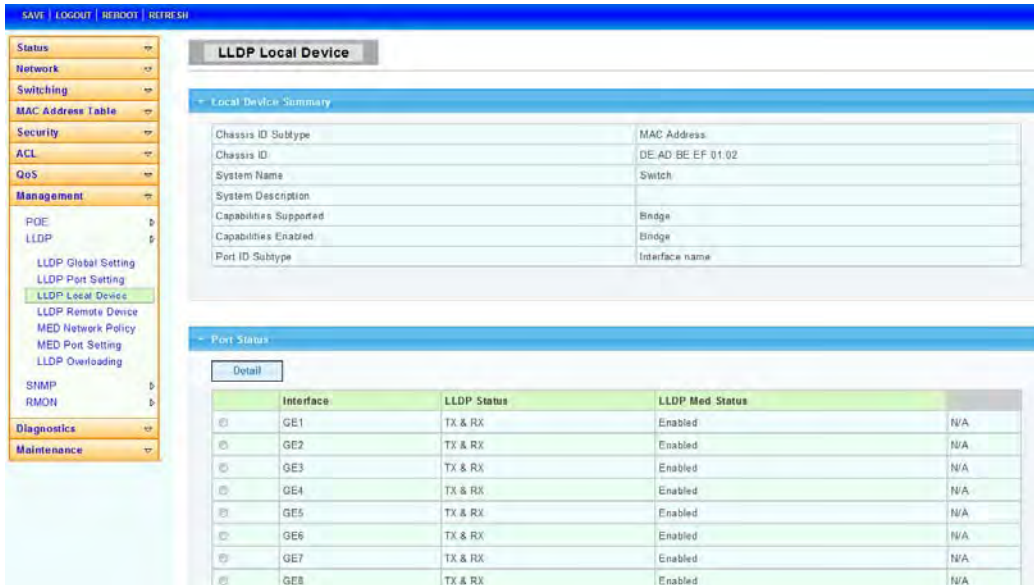 SAVE | LOGOUT | REBOOT | REFRESH
Status
Network
Switching
MAC Address Table
Security
ACL
QoS
Management
POE
LLDP
LLDP Global Setting
LLDP Port Setting
LLDP Local Device
LLDP Remote Device
MED Network Policy
MED Port Setting
LLDP Overloading
SNMP
RMON
Diagnostics
Maintenance
LLDP Local Device
Local Device Summary
Chassis ID Subtype MAC Address
Chassis ID DE:AD:BE:EF:01:02
System Name Switch
System Description
Capabilities Supported Bridge
Capabilities Enabled Bridge
Port ID Subtype Interface name
Port Status
Detail
Interface LLDP Status LLDP Med Status
GE1 TX & RX Enabled N/A
GE2 TX & RX Enabled N/A
GE3 TX & RX Enabled N/A
GE4 TX & RX Enabled N/A
GE5 TX & RX Enabled N/A
GE6 TX & RX Enabled N/A
GE7 TX & RX Enabled N/A
GE8 TX & RX Enabled N/A